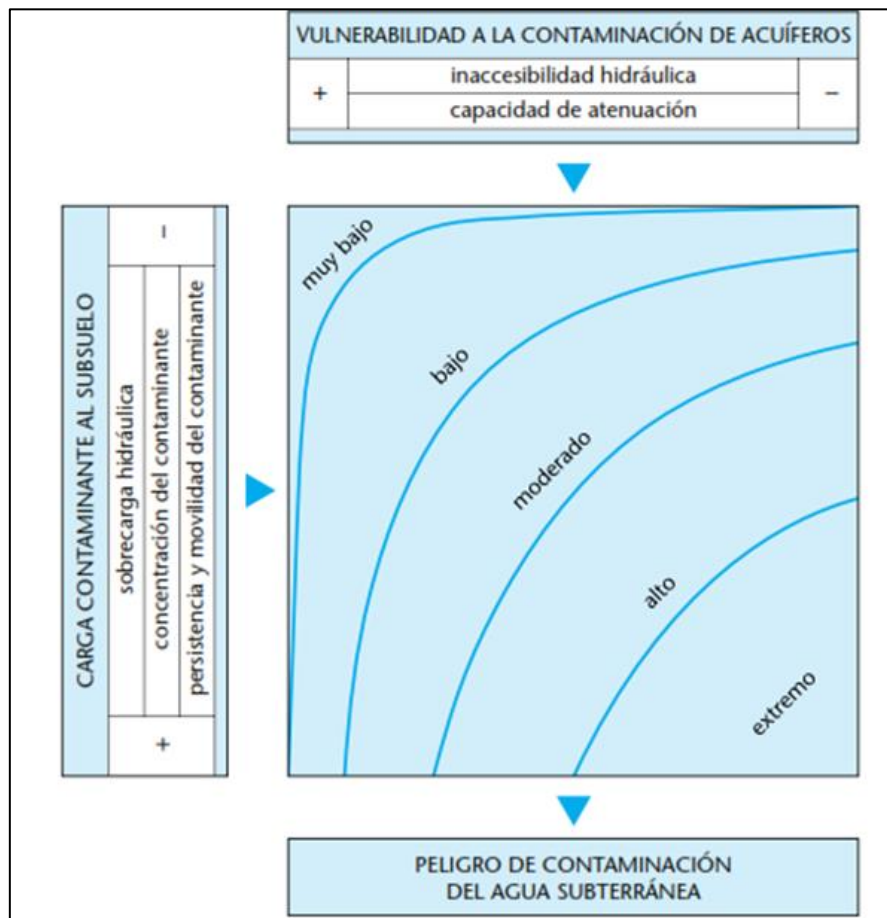 VULNERABILIDAD A LA CONTAMINACIÓN DE ACUÍFEROS
+
inaccesibilidad hidráulica
capacidad de atenuación
−
CARGA CONTAMINANTE AL SUBSUELO
−
sobrecarga hidráulica
concentración del contaminante
persistencia y movilidad del contaminante
+
muy bajo
bajo
moderado
alto
extremo
PELIGRO DE CONTAMINACIÓN
DEL AGUA SUBTERRÁNEA